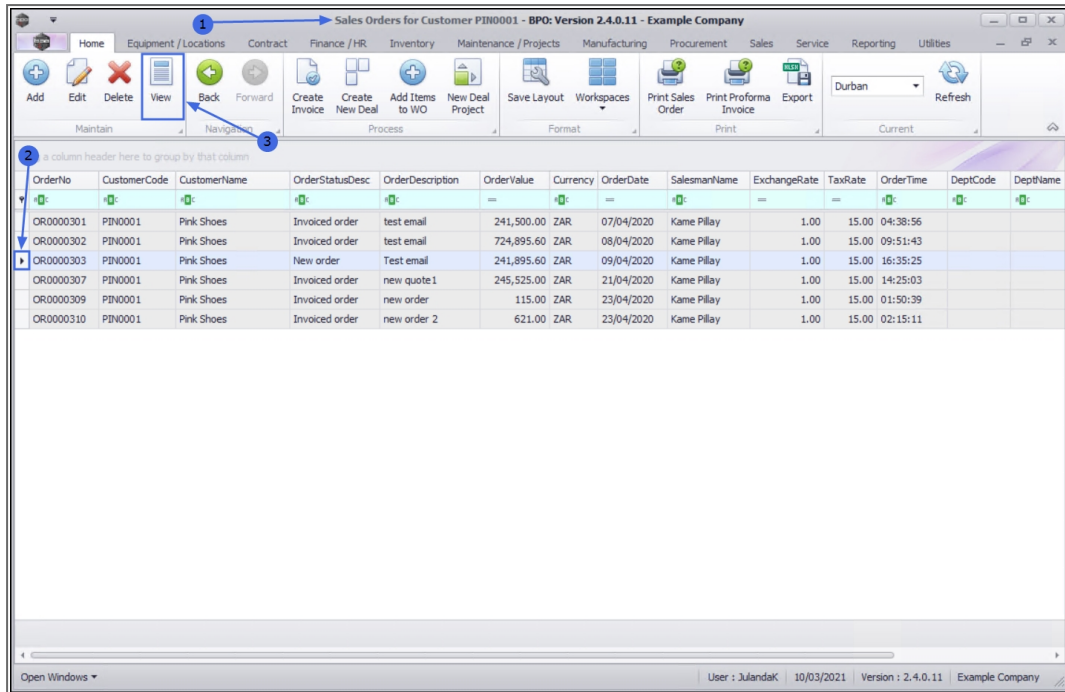 1
Sales Orders for Customer PIN0001 - BPO: Version 2.4.0.11 - Example Company
Home Equipment / Locations Contract Finance / HR Inventory Maintenance / Projects Manufacturing Procurement Sales Service Reporting Utilities
Add Edit Delete View Back Forward Create Invoice Create New Deal Add Items to WO New Deal Project Save Layout Workspaces Print Sales Order Print Proforma Invoice Export Durban Refresh
Maintain Navigation Process Format Print Current
3
2 a column header here to group by that column
OrderNo CustomerCode CustomerName OrderStatusDesc OrderDescription OrderValue Currency OrderDate SalesmanName ExchangeRate TaxRate OrderTime DeptCode DeptName
OR0000301 PIN0001 Pink Shoes Invoiced order test email 241,500.00 ZAR 07/04/2020 Kame Pillay 1.00 15.00 04:38:56
OR0000302 PIN0001 Pink Shoes Invoiced order test email 724,895.60 ZAR 08/04/2020 Kame Pillay 1.00 15.00 09:51:43
OR0000303 PIN0001 Pink Shoes New order Test email 241,895.60 ZAR 09/04/2020 Kame Pillay 1.00 15.00 16:35:25
OR0000307 PIN0001 Pink Shoes Invoiced order new quote1 245,525.00 ZAR 21/04/2020 Kame Pillay 1.00 15.00 14:25:03
OR0000309 PIN0001 Pink Shoes Invoiced order new order 115.00 ZAR 23/04/2020 Kame Pillay 1.00 15.00 01:50:39
OR0000310 PIN0001 Pink Shoes Invoiced order new order 2 621.00 ZAR 23/04/2020 Kame Pillay 1.00 15.00 02:15:11
Open Windows User : JulandaK 10/03/2021 Version : 2.4.0.11 Example Company